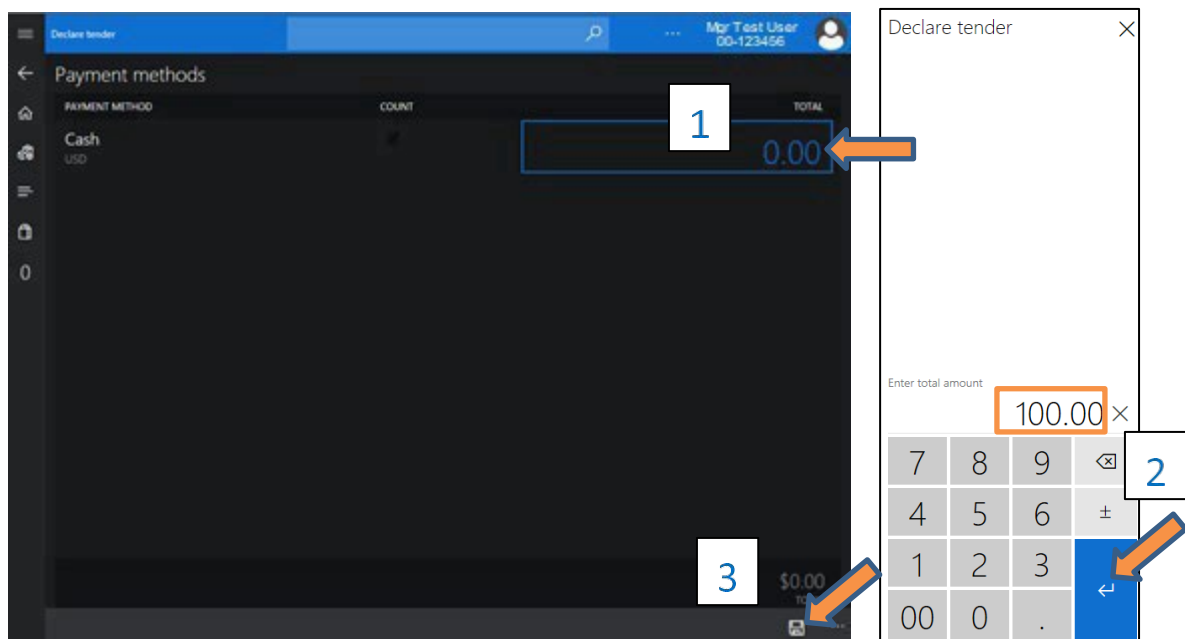 Declare tender
...
Mgr Test User
00-123456
Payment methods
PAYMENT METHOD COUNT TOTAL
Cash
USD
0.00
0
1
$0.00
3
...
Declare tender
Enter total amount
100.00
7 8 9
4 5 6 ±
1 2 3
00 0 .
2